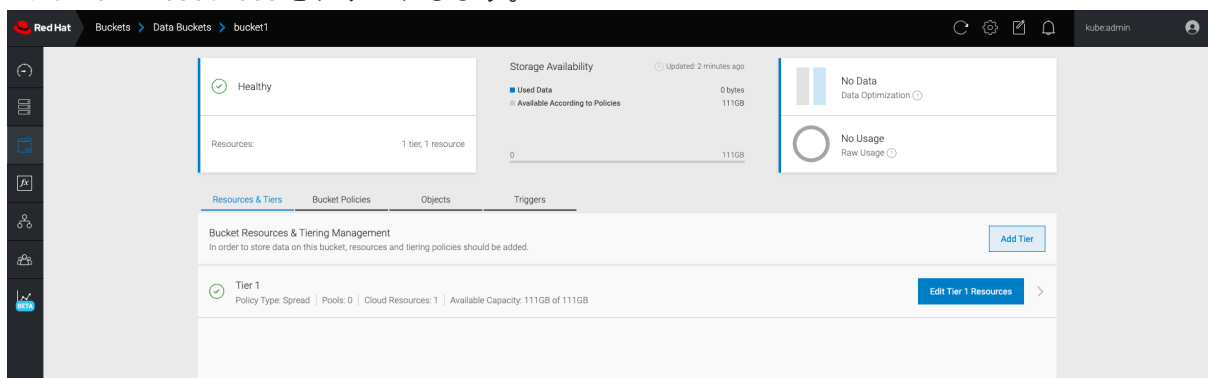 Red Hat
Buckets > Data Buckets > bucket1
kube:admin
Healthy
Resources:
1 tier, 1 resource
Storage Availability
Updated: 2 minutes ago
Used Data
0 bytes
Available According to Policies
111GB
0
111GB
No Data
Data Optimization ?
No Usage
Raw Usage ?
Resources & Tiers
Bucket Policies
Objects
Triggers
Bucket Resources & Tiering Management
In order to store data on this bucket, resources and tiering policies should be added.
Add Tier
Tier 1
Policy Type: Spread | Pools: 0 | Cloud Resources: 1 | Available Capacity: 111GB of 111GB
Edit Tier 1 Resources
fx
BETA